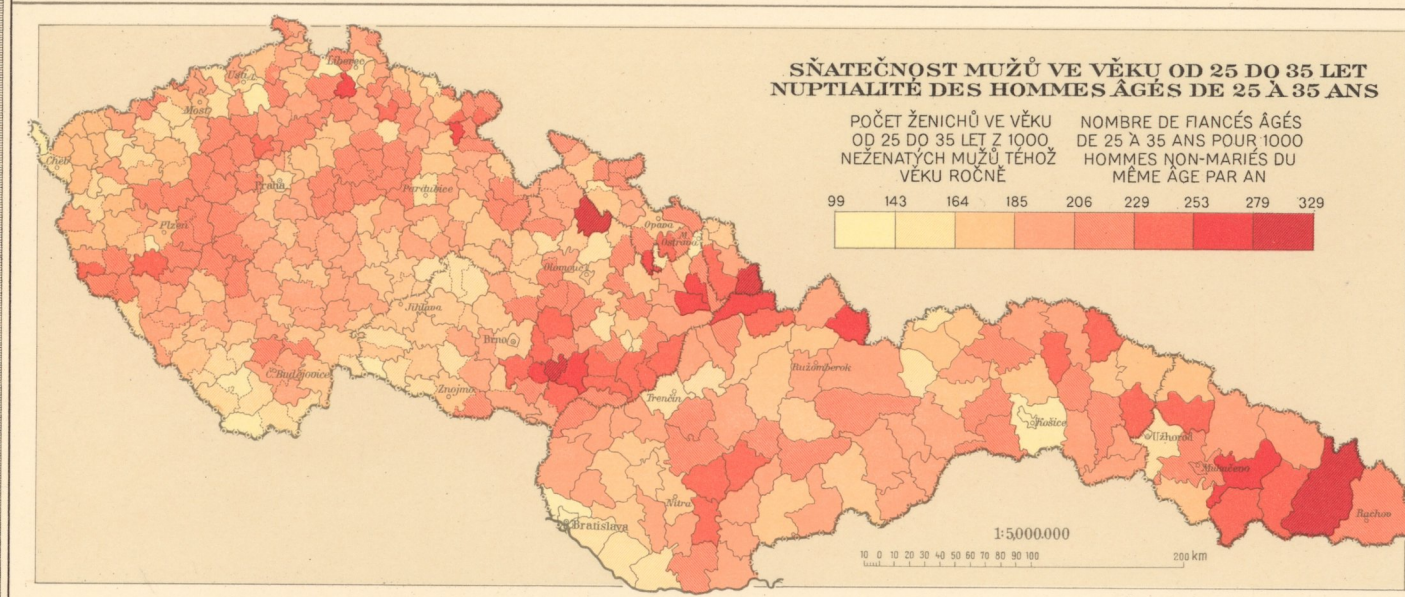 SŇATEČNOST MUŽŮ VE VĚKU OD 25 DO 35 LET
NUPTIALITÉ DES HOMMES ÂGÉS DE 25 À 35 ANS
POČET ŽENICHŮ VE VĚKU
OD 25 DO 35 LET Z 1000
NEŽENATÝCH MUŽŮ TÉHOŽ
VĚKU ROČNĚ
NOMBRE DE FIANCÉS ÂGÉS
DE 25 À 35 ANS POUR 1000
HOMMES NON-MARIÉS DU
MÊME ÂGE PAR AN
99 143 164 185 206 229 253 279 329
Liberec
Ústí
Most
Cheb
Praha
Pardubice
Plzeň
Opava
M.
Ostrava
Olomouc
Jihlava
Brno
Č. Budějovice
Znojmo
Ružomberok
Trenčín
Košice
Užhorod
Mukačevo
Nitra
Rachov
Bratislava
1:5,000.000
10 0 10 20 30 40 50 60 70 80 90 100 200 km